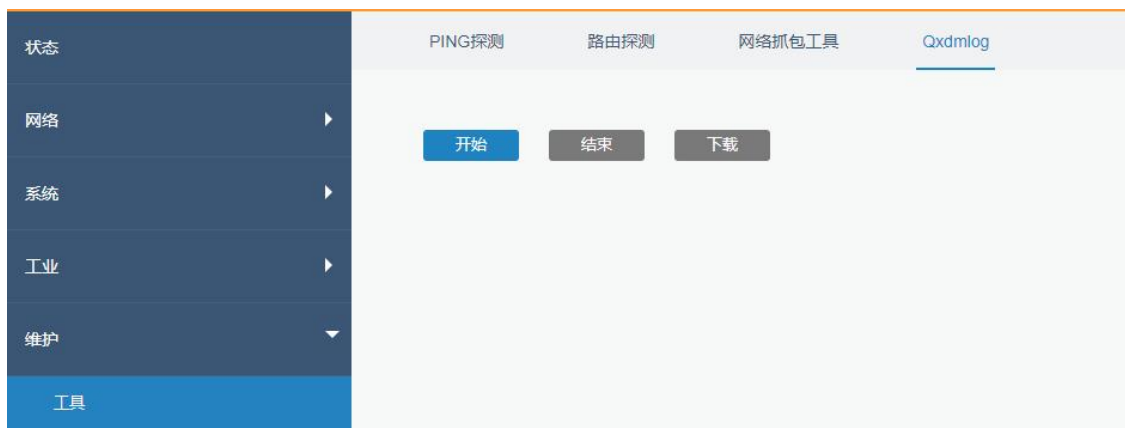 状态
网络
系统
工业
维护
工具
PING探测 路由探测 网络抓包工具 Qxdmlog
开始 结束 下载